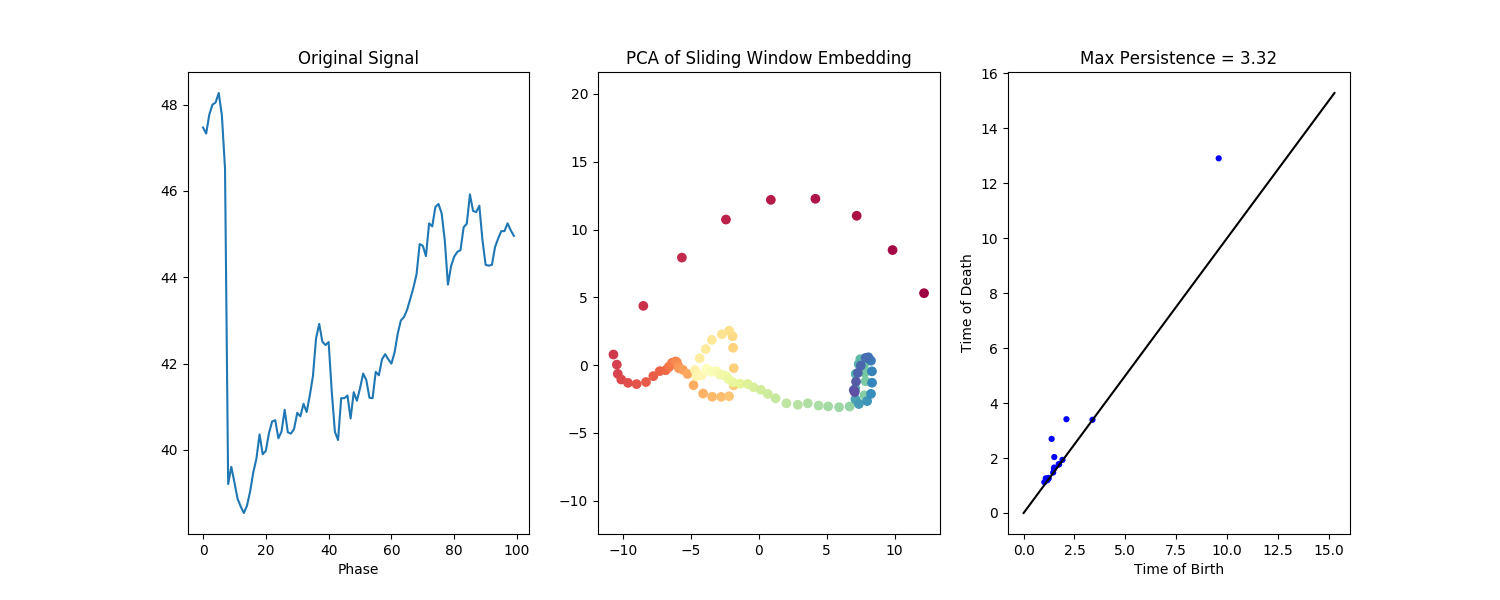 Original Signal
48
46
44
42
40
0 20 40 60 80 100
Phase
PCA of Sliding Window Embedding
20
15
10
5
0
−5
−10
−10 −5 0 5 10
Max Persistence = 3.32
16
14
12
10
8
6
4
2
0
Time of Death
0.0 2.5 5.0 7.5 10.0 12.5 15.0
Time of Birth